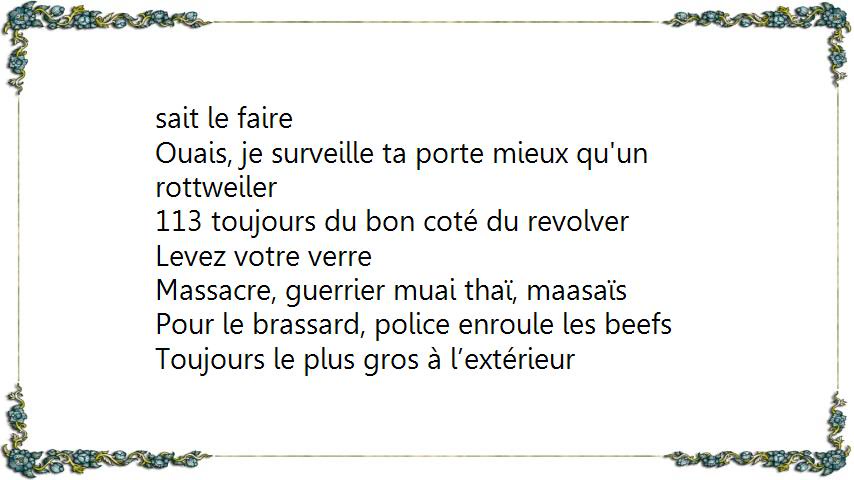 sait le faire
Ouais, je surveille ta porte mieux qu'un
rottweiler
113 toujours du bon coté du revolver
Levez votre verre
Massacre, guerrier muai thaï, maasaïs
Pour le brassard, police enroule les beefs
Toujours le plus gros à l’extérieur